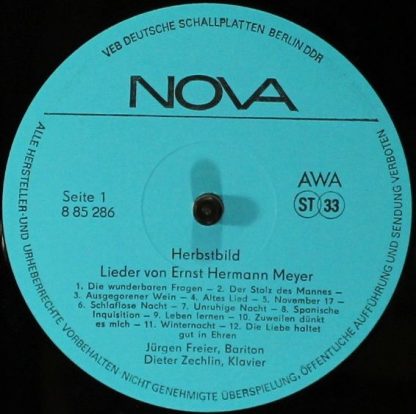 VEB DEUTSCHE SCHALLPLATTEN BERLIN DDR
NOVA
Seite 1
8 85 286
AWA
ST 33
Herbstbild
Lieder von Ernst Hermann Meyer
1. Die wunderbaren Fragen – 2. Der Stolz des Mannes –
3. Ausgegorener Wein – 4. Altes Lied – 5. November 17 –
6. Schlaflose Nacht – 7. Unruhige Nacht – 8. Spanische
Inquisition – 9. Leben lernen – 10. Zuweilen dünkt
es mich – 11. Winternacht – 12. Die Liebe haltet
gut in Ehren
Jürgen Freier, Bariton
Dieter Zechlin, Klavier
ALLE HERSTELLER- UND URHEBERRECHTE VORBEHALTEN NICHT GENEHMIGTE ÜBERSPIELUNG, ÖFFENTLICHE AUFFÜHRUNG UND SENDUNG VERBOTEN